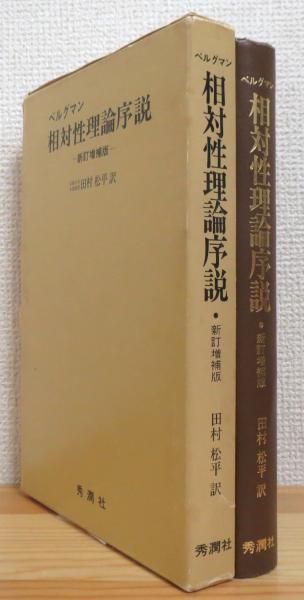 ベルグマン
相対性理論序説
—新訂増補版—
田村松平訳
ベルグマン
相対性理論序説・新訂増補版
田村松平訳
秀潤社
ベルグマン
相対性理論序説・新訂増補版
田村松平訳
秀潤社